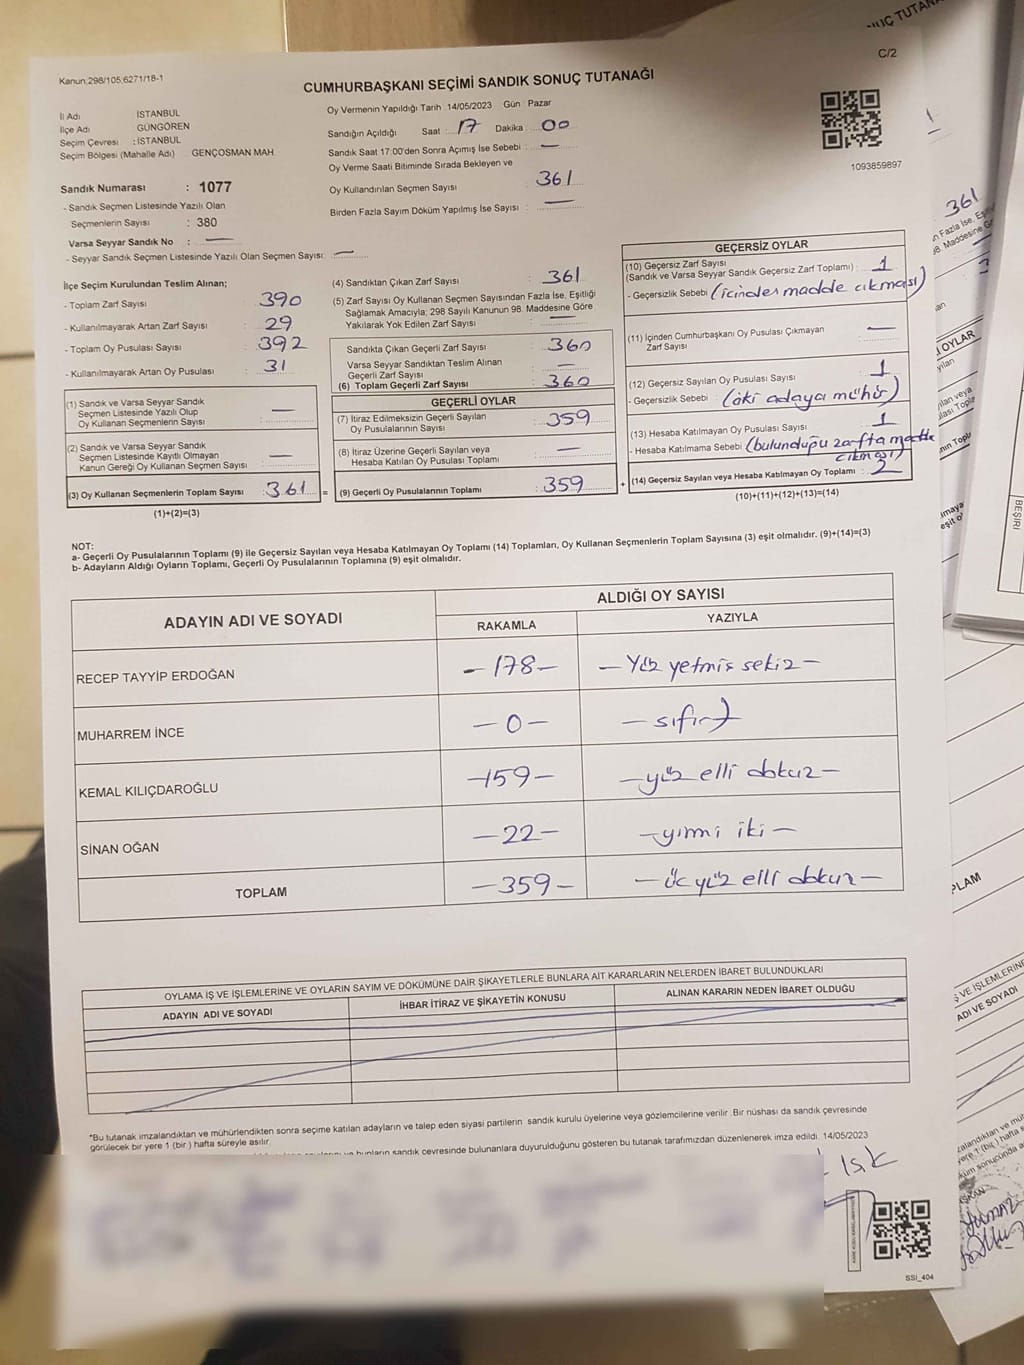 Kanun:298/105;6271/18-1
C/2
CUMHURBAŞKANI SEÇİMİ SANDIK SONUÇ TUTANAĞI
1093859897
İl Adı İSTANBUL
İlçe Adı GÜNGÖREN
Seçim Çevresi : İSTANBUL
Seçim Bölgesi (Mahalle Adı) GENÇOSMAN MAH.
Sandık Numarası : 1077
- Sandık Seçmen Listesinde Yazılı Olan
Seçmenlerin Sayısı : 380
Varsa Seyyar Sandık No : —
- Seyyar Sandık Seçmen Listesinde Yazılı Olan Seçmen Sayısı: —
Oy Vermenin Yapıldığı Tarih : 14/05/2023 Gün : Pazar
Sandığın Açıldığı Saat : 17 Dakika : 00
Sandık Saat 17:00'den Sonra Açımış İse Sebebi : —
Oy Verme Saati Bitiminde Sırada Bekleyen ve
Oy Kullandırılan Seçmen Sayısı : 361
Birden Fazla Sayım Döküm Yapılmış İse Sayısı : —
İlçe Seçim Kurulundan Teslim Alınan;
- Toplam Zarf Sayısı : 390
- Kullanılmayarak Artan Zarf Sayısı : 29
- Toplam Oy Pusulası Sayısı : 392
- Kullanılmayarak Artan Oy Pusulası : 31
(1) Sandık ve Varsa Seyyar Sandık
Seçmen Listesinde Yazılı Olup
Oy Kullanan Seçmenlerin Sayısı : —
(2) Sandık ve Varsa Seyyar Sandık
Seçmen Listesinde Kayıtlı Olmayan
Kanun Gereği Oy Kullanan Seçmen Sayısı : —
(3) Oy Kullanan Seçmenlerin Toplam Sayısı : 361 =
(1)+(2)=(3)
(4) Sandıktan Çıkan Zarf Sayısı : 361
(5) Zarf Sayısı Oy Kullanan Seçmen Sayısından Fazla İse, Eşitliği
Sağlamak Amacıyla; 298 Sayılı Kanunun 98. Maddesine Göre
Yakılarak Yok Edilen Zarf Sayısı : —
Sandıkta Çıkan Geçerli Zarf Sayısı : 360
Varsa Seyyar Sandıktan Teslim Alınan
Geçerli Zarf Sayısı : —
(6) Toplam Geçerli Zarf Sayısı : 360
GEÇERLİ OYLAR
(7) İtiraz Edilmeksizin Geçerli Sayılan
Oy Pusulalarının Sayısı : 359
(8) İtiraz Üzerine Geçerli Sayılan veya
Hesaba Katılan Oy Pusulası Toplamı : —
(9) Geçerli Oy Pusulalarının Toplamı : 359 +
GEÇERSİZ OYLAR
(10) Geçersiz Zarf Sayısı
(Sandık ve Varsa Seyyar Sandık Geçersiz Zarf Toplamı) : 1
- Geçersizlik Sebebi : (içinden madde çıkması)
(11) İçinden Cumhurbaşkanı Oy Pusulası Çıkmayan
Zarf Sayısı : —
(12) Geçersiz Sayılan Oy Pusulası Sayısı : 1
- Geçersizlik Sebebi : (iki adaya mühür)
(13) Hesaba Katılmayan Oy Pusulası Sayısı : 1
- Hesaba Katılmama Sebebi (bulunduğu zarfta madde
çıkması)
(14) Geçersiz Sayılan veya Hesaba Katılmayan Oy Toplamı : 2
(10)+(11)+(12)+(13)=(14)
NOT:
a- Geçerli Oy Pusulalarının Toplamı (9) ile Geçersiz Sayılan veya Hesaba Katılmayan Oy Toplamı (14) Toplamları, Oy Kullanan Seçmenlerin Toplam Sayısına (3) eşit olmalıdır. (9)+(14)=(3)
b- Adayların Aldığı Oyların Toplamı, Geçerli Oy Pusulalarının Toplamına (9) eşit olmalıdır.
ADAYIN ADI VE SOYADI
ALDIĞI OY SAYISI
RAKAMLA YAZIYLA
RECEP TAYYİP ERDOĞAN — 178 — — Yüz yetmiş sekiz —
MUHARREM İNCE — 0 — — sıfır —
KEMAL KILIÇDAROĞLU — 159 — — yüz elli dokuz —
SİNAN OĞAN — 22 — — yirmi iki —
TOPLAM — 359 — — üç yüz elli dokuz —
OYLAMA İŞ VE İŞLEMLERİNE VE OYLARIN SAYIM VE DÖKÜMÜNE DAİR ŞİKAYETLERLE BUNLARA AİT KARARLARIN NELERDEN İBARET BULUNDUKLARI
ADAYIN ADI VE SOYADI İHBAR İTİRAZ VE ŞİKAYETİN KONUSU ALINAN KARARIN NEDEN İBARET OLDUĞU
*Bu tutanak imzalandıktan ve mühürlendikten sonra seçime katılan adayların ve talep eden siyasi partilerin sandık kurulu üyelerine veya gözlemcilerine verilir .Bir nüshası da sandık çevresinde
görülecek bir yere 1 (bir ) hafta süreyle asılır.
bunların sandık çevresinde bulunanlara duyurulduğunu gösteren bu tutanak tarafımızdan düzenlenerek imza edildi. 14/05/2023
SSI_404
361
PLAM
ADI VE SOYADI